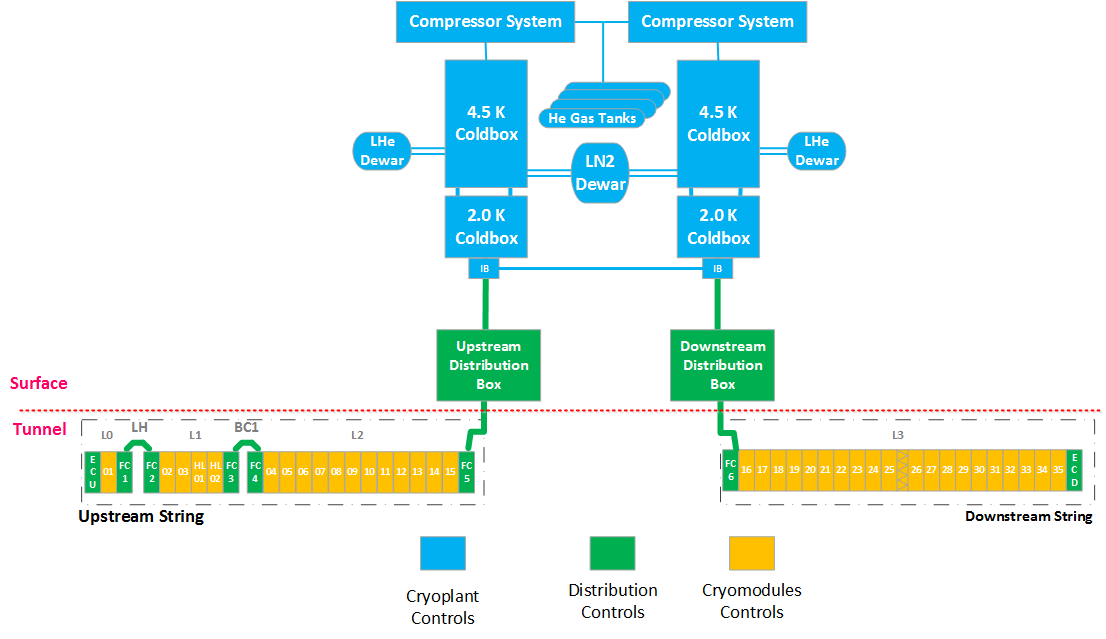 Compressor System
Compressor System
4.5 K
Coldbox
4.5 K
Coldbox
He Gas Tanks
LHe
Dewar
LN2
Dewar
LHe
Dewar
2.0 K
Coldbox
2.0 K
Coldbox
IB
IB
Upstream
Distribution
Box
Downstream
Distribution
Box
Surface
Tunnel
LH
BC1
L0
L1
L2
L3
E
C
U
01
FC
1
FC
2
02
03
HL
01
HL
02
FC
3
FC
4
04
05
06
07
08
09
10
11
12
13
14
15
FC
5
FC
6
16
17
18
19
20
21
22
23
24
25
26
27
28
29
30
31
32
33
34
35
E
C
D
Upstream String
Downstream String
Cryoplant
Controls
Distribution
Controls
Cryomodules
Controls